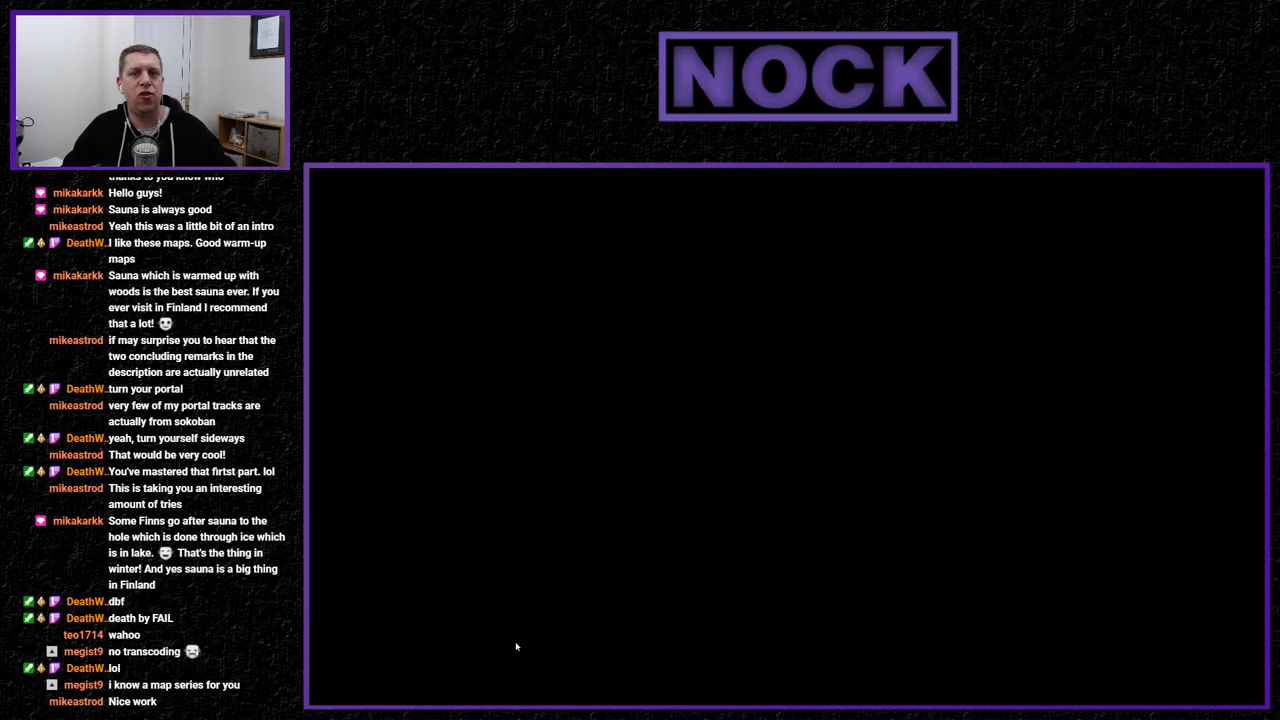 NOCK
thanks to you know who
mikakarkk Hello guys!
mikakarkk Sauna is always good
mikeastrod Yeah this was a little bit of an intro
DeathW.. I like these maps. Good warm-up
maps
mikakarkk Sauna which is warmed up with
woods is the best sauna ever. If you
ever visit in Finland I recommend
that a lot!
mikeastrod if may surprise you to hear that the
two concluding remarks in the
description are actually unrelated
DeathW.. turn your portal
mikeastrod very few of my portal tracks are
actually from sokoban
DeathW.. yeah, turn yourself sideways
mikeastrod That would be very cool!
DeathW.. You've mastered that firtst part. lol
mikeastrod This is taking you an interesting
amount of tries
mikakarkk Some Finns go after sauna to the
hole which is done through ice which
is in lake. That's the thing in
winter! And yes sauna is a big thing
in Finland
DeathW.. dbf
DeathW.. death by FAIL
teo1714 wahoo
megist9 no transcoding
DeathW.. lol
megist9 i know a map series for you
mikeastrod Nice work